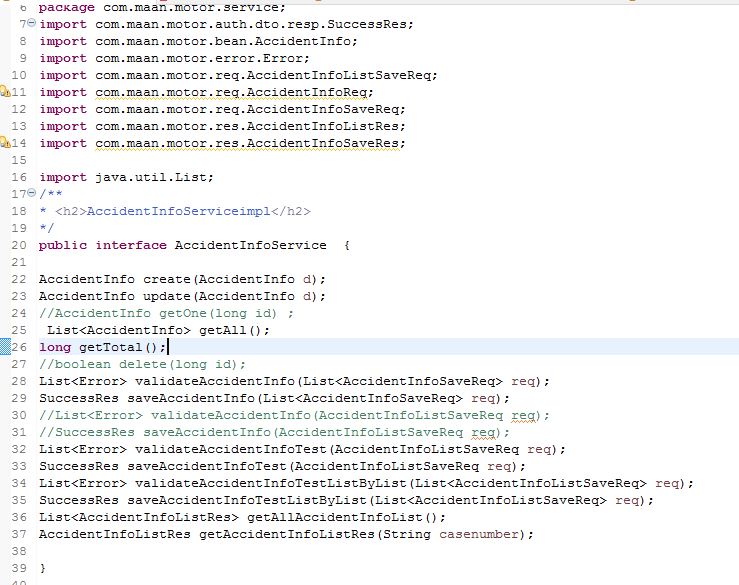 6 package com.maan.motor.service;
7 import com.maan.motor.auth.dto.resp.SuccessRes;
8 import com.maan.motor.bean.AccidentInfo;
9 import com.maan.motor.error.Error;
10 import com.maan.motor.req.AccidentInfoListSaveReq;
11 import com.maan.motor.req.AccidentInfoReq;
12 import com.maan.motor.req.AccidentInfoSaveReq;
13 import com.maan.motor.res.AccidentInfoListRes;
14 import com.maan.motor.res.AccidentInfoSaveRes;
15
16 import java.util.List;
17 /**
18 * <h2>AccidentInfoServiceimpl</h2>
19 */
20 public interface AccidentInfoService  {
21
22 AccidentInfo create(AccidentInfo d);
23 AccidentInfo update(AccidentInfo d);
24 //AccidentInfo getOne(long id) ;
25  List<AccidentInfo> getAll();
26 long getTotal();
27 //boolean delete(long id);
28 List<Error> validateAccidentInfo(List<AccidentInfoSaveReq> req);
29 SuccessRes saveAccidentInfo(List<AccidentInfoSaveReq> req);
30 //List<Error> validateAccidentInfo(AccidentInfoListSaveReq req);
31 //SuccessRes saveAccidentInfo(AccidentInfoListSaveReq req);
32 List<Error> validateAccidentInfoTest(AccidentInfoListSaveReq req);
33 SuccessRes saveAccidentInfoTest(AccidentInfoListSaveReq req);
34 List<Error> validateAccidentInfoTestListByList(List<AccidentInfoListSaveReq> req);
35 SuccessRes saveAccidentInfoTestListByList(List<AccidentInfoListSaveReq> req);
36 List<AccidentInfoListRes> getAllAccidentInfoList();
37 AccidentInfoListRes getAccidentInfoListRes(String casenumber);
38
39 }
40